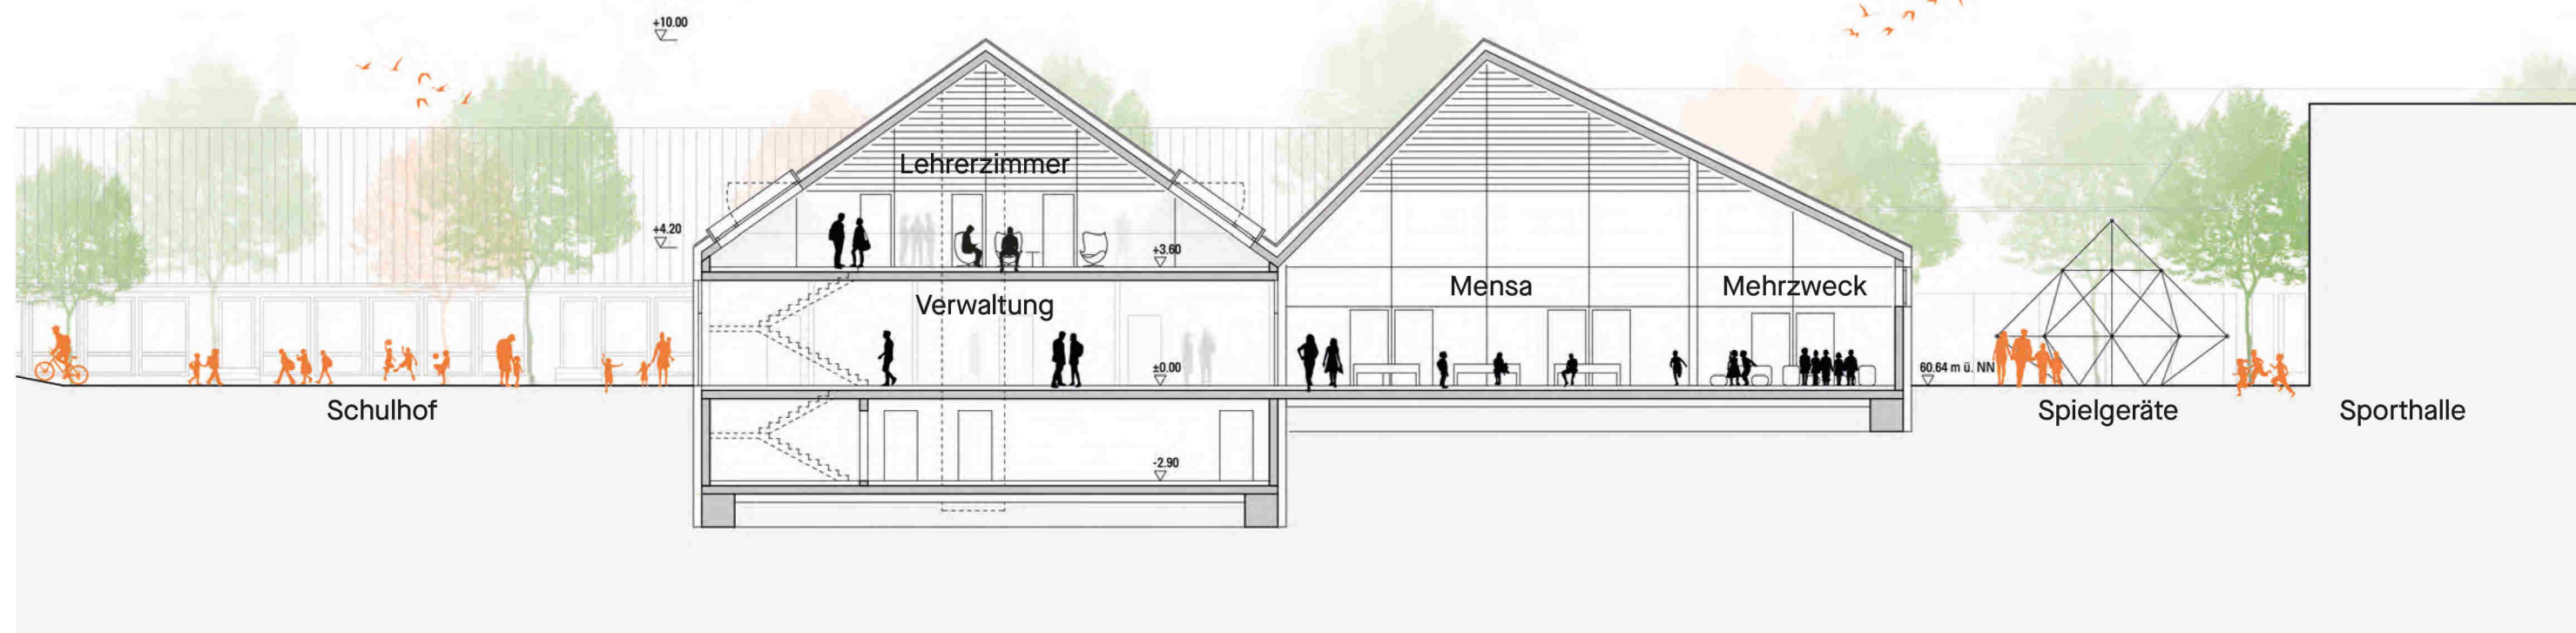 +10.00
Lehrerzimmer
+4.20
+3.60
Verwaltung
Mensa
Mehrzweck
±0.00
60.64 m ü. NN
Schulhof
Spielgeräte
Sporthalle
-2.90